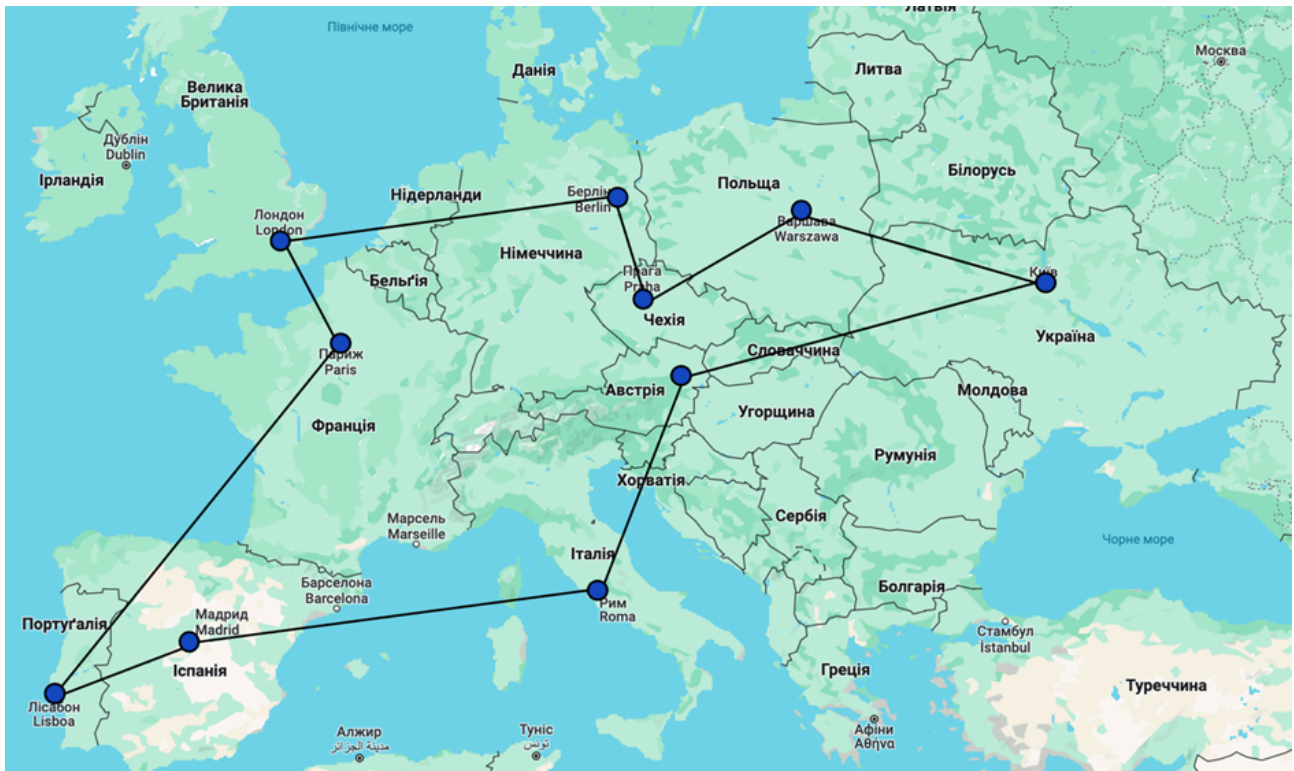 Латвія
Північне море
Москва
Данія
Литва
Велика
Британія
Дублін
Dublin
Ірландія
Білорусь
Польща
Нідерланди
Берлін
Berlin
Лондон
London
Варшава
Warszawa
Німеччина
Прага
Praha
Київ
Бельґія
Чехія
Україна
Париж
Paris
Словаччина
Австрія
Молдова
Угорщина
Франція
Румунія
Хорватія
Сербія
Марсель
Marseille
Чорне море
Італія
Барселона
Barcelona
Болгарія
Рим
Roma
Мадрид
Madrid
Портуґалія
Стамбул
İstanbul
Іспанія
Греція
Туреччина
Лісабон
Lisboa
Алжир
مدينة الجزائر
Туніс
تونس
Афіни
Αθήνα